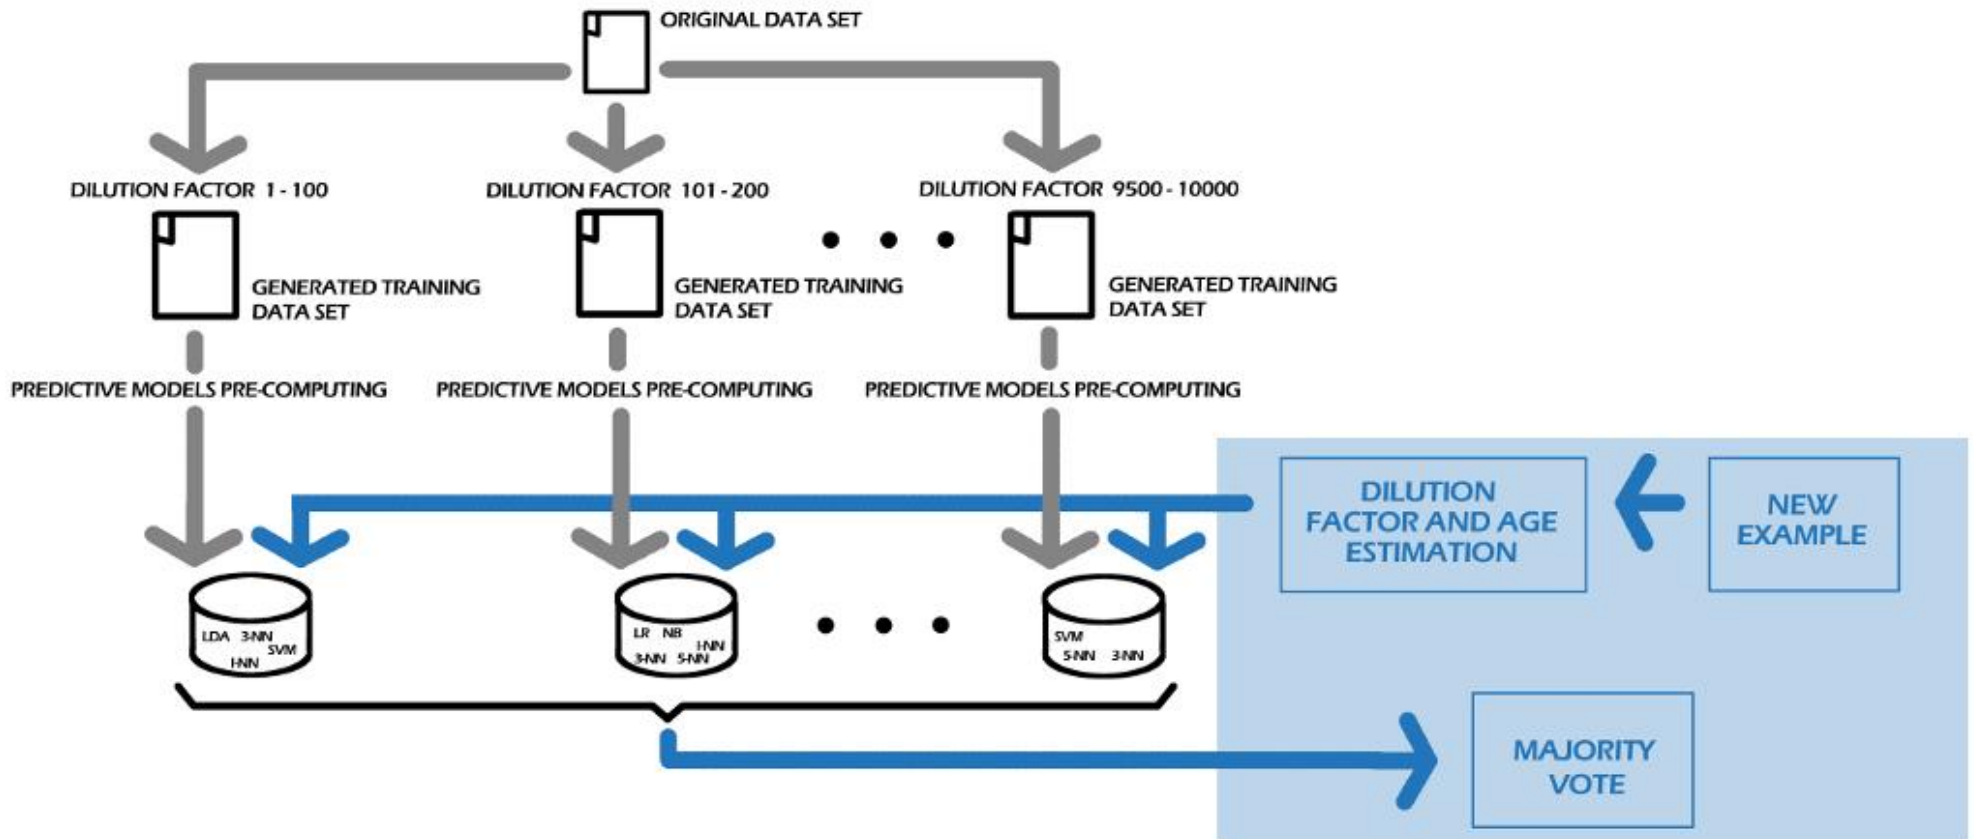 ORIGINAL DATA SET
DILUTION FACTOR 1 - 100
DILUTION FACTOR 101 - 200
DILUTION FACTOR 9500 - 10000
GENERATED TRAINING
DATA SET
GENERATED TRAINING
DATA SET
GENERATED TRAINING
DATA SET
PREDICTIVE MODELS PRE-COMPUTING
PREDICTIVE MODELS PRE-COMPUTING
PREDICTIVE MODELS PRE-COMPUTING
DILUTION
FACTOR AND AGE
ESTIMATION
NEW
EXAMPLE
LDA 3-NN
SVM
1-NN
LR NB
1-NN
3-NN 5-NN
SVM
5-NN 3-NN
MAJORITY
VOTE